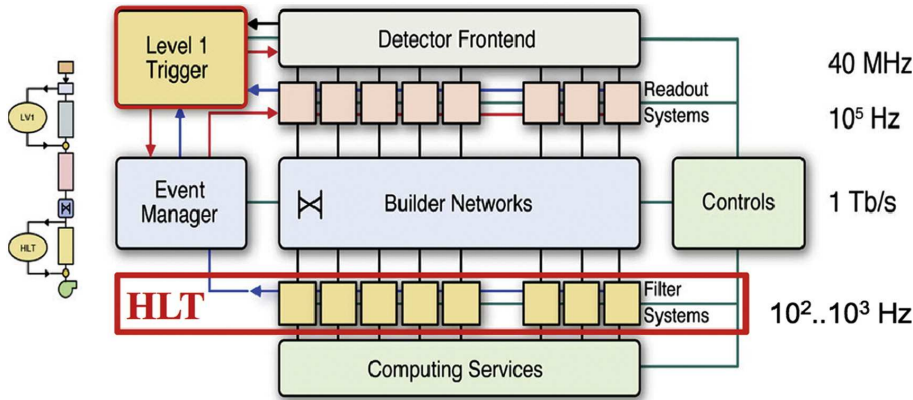 Level 1
Trigger
Detector Frontend
40 MHz
Readout
Systems
10⁵ Hz
LV1
Event
Manager
Builder Networks
Controls
1 Tb/s
HLT
HLT
Filter
Systems
10²..10³ Hz
Computing Services